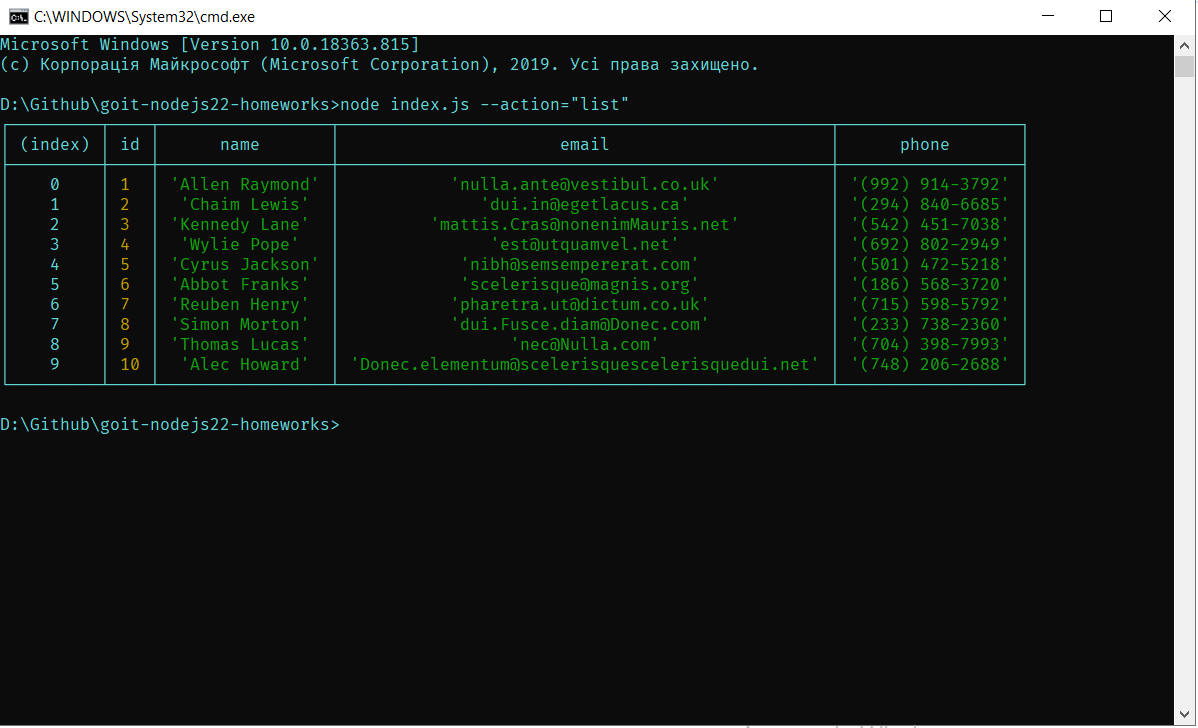 C:\WINDOWS\System32\cmd.exe
Microsoft Windows [Version 10.0.18363.815]
(c) Корпорація Майкрософт (Microsoft Corporation), 2019. Усі права захищено.
D:\Github\goit-nodejs22-homeworks>node index.js --action="list"
(index) id name email phone
0 1 'Allen Raymond' 'nulla.ante@vestibul.co.uk' '(992) 914-3792'
1 2 'Chaim Lewis' 'dui.in@egetlacus.ca' '(294) 840-6685'
2 3 'Kennedy Lane' 'mattis.Cras@nonenimMauris.net' '(542) 451-7038'
3 4 'Wylie Pope' 'est@utquamvel.net' '(692) 802-2949'
4 5 'Cyrus Jackson' 'nibh@semsempererat.com' '(501) 472-5218'
5 6 'Abbot Franks' 'scelerisque@magnis.org' '(186) 568-3720'
6 7 'Reuben Henry' 'pharetra.ut@dictum.co.uk' '(715) 598-5792'
7 8 'Simon Morton' 'dui.Fusce.diam@Donec.com' '(233) 738-2360'
8 9 'Thomas Lucas' 'nec@Nulla.com' '(704) 398-7993'
9 10 'Alec Howard' 'Donec.elementum@scelerisquescelerisquedui.net' '(748) 206-2688'
D:\Github\goit-nodejs22-homeworks>